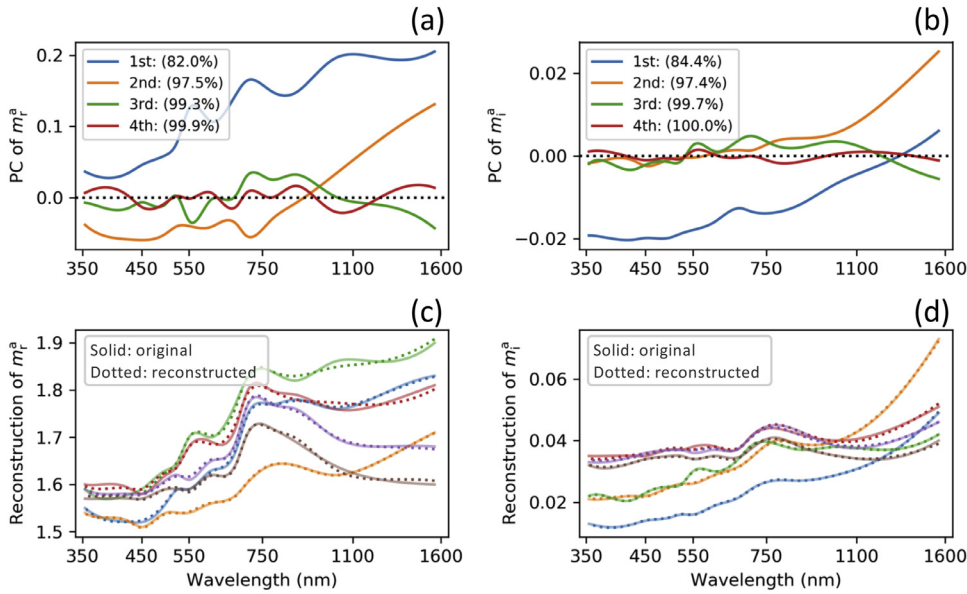 (a)
PC of m_r^a
0.2
0.1
0.0
1st: (82.0%)
2nd: (97.5%)
3rd: (99.3%)
4th: (99.9%)
350 450 550 750 1100 1600
(b)
PC of m_i^a
0.02
0.00
−0.02
1st: (84.4%)
2nd: (97.4%)
3rd: (99.7%)
4th: (100.0%)
350 450 550 750 1100 1600
(c)
Reconstruction of m_r^a
1.9
1.8
1.7
1.6
1.5
Solid: original
Dotted: reconstructed
350 450 550 750 1100 1600
Wavelength (nm)
(d)
Reconstruction of m_i^a
0.06
0.04
0.02
Solid: original
Dotted: reconstructed
350 450 550 750 1100 1600
Wavelength (nm)